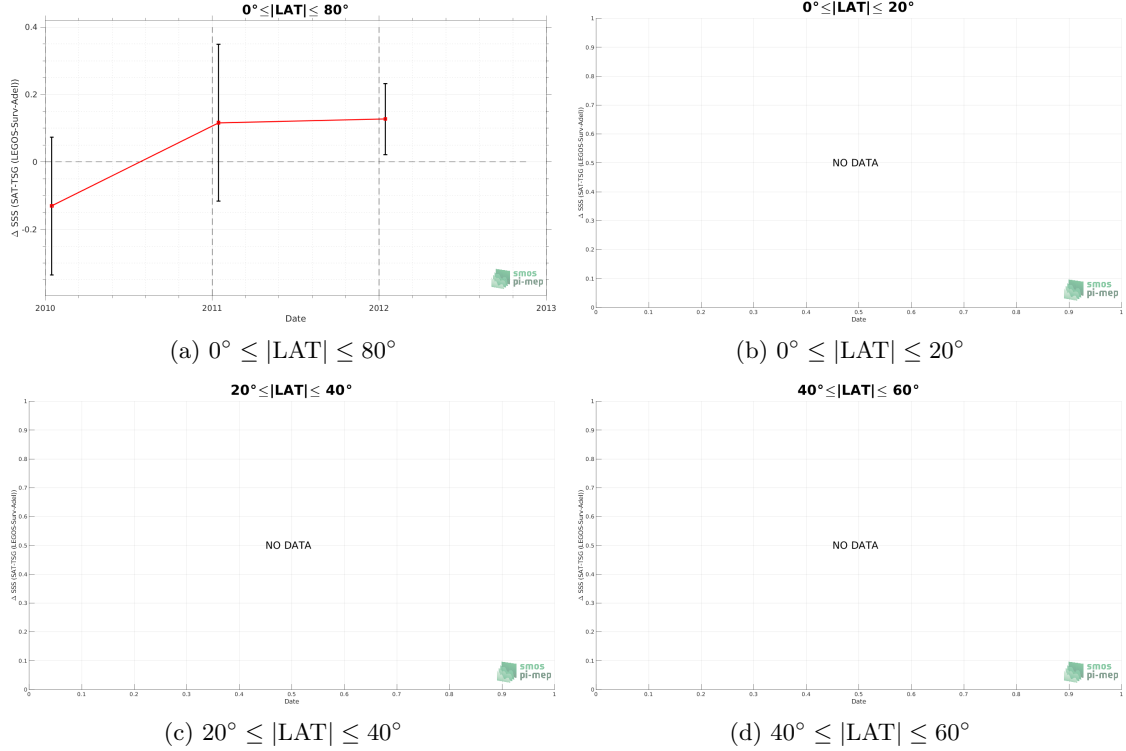 0°≤|LAT|≤ 80°
Δ SSS (SAT-TSG (LEGOS-Surv-Adel))
0.4
0.2
0
-0.2
2010
2011
2012
2013
Date
smos
pi-mep
(a) 0° ≤ |LAT| ≤ 80°
0°≤|LAT|≤ 20°
Δ SSS (SAT-TSG (LEGOS-Surv-Adel))
1
0.9
0.8
0.7
0.6
0.5
0.4
0.3
0.2
0.1
0
NO DATA
0 0.1 0.2 0.3 0.4 0.5 0.6 0.7 0.8 0.9 1
Date
smos
pi-mep
(b) 0° ≤ |LAT| ≤ 20°
20°≤|LAT|≤ 40°
Δ SSS (SAT-TSG (LEGOS-Surv-Adel))
1
0.9
0.8
0.7
0.6
0.5
0.4
0.3
0.2
0.1
0
NO DATA
0 0.1 0.2 0.3 0.4 0.5 0.6 0.7 0.8 0.9 1
Date
smos
pi-mep
(c) 20° ≤ |LAT| ≤ 40°
40°≤|LAT|≤ 60°
Δ SSS (SAT-TSG (LEGOS-Surv-Adel))
1
0.9
0.8
0.7
0.6
0.5
0.4
0.3
0.2
0.1
0
NO DATA
0 0.1 0.2 0.3 0.4 0.5 0.6 0.7 0.8 0.9 1
Date
smos
pi-mep
(d) 40° ≤ |LAT| ≤ 60°